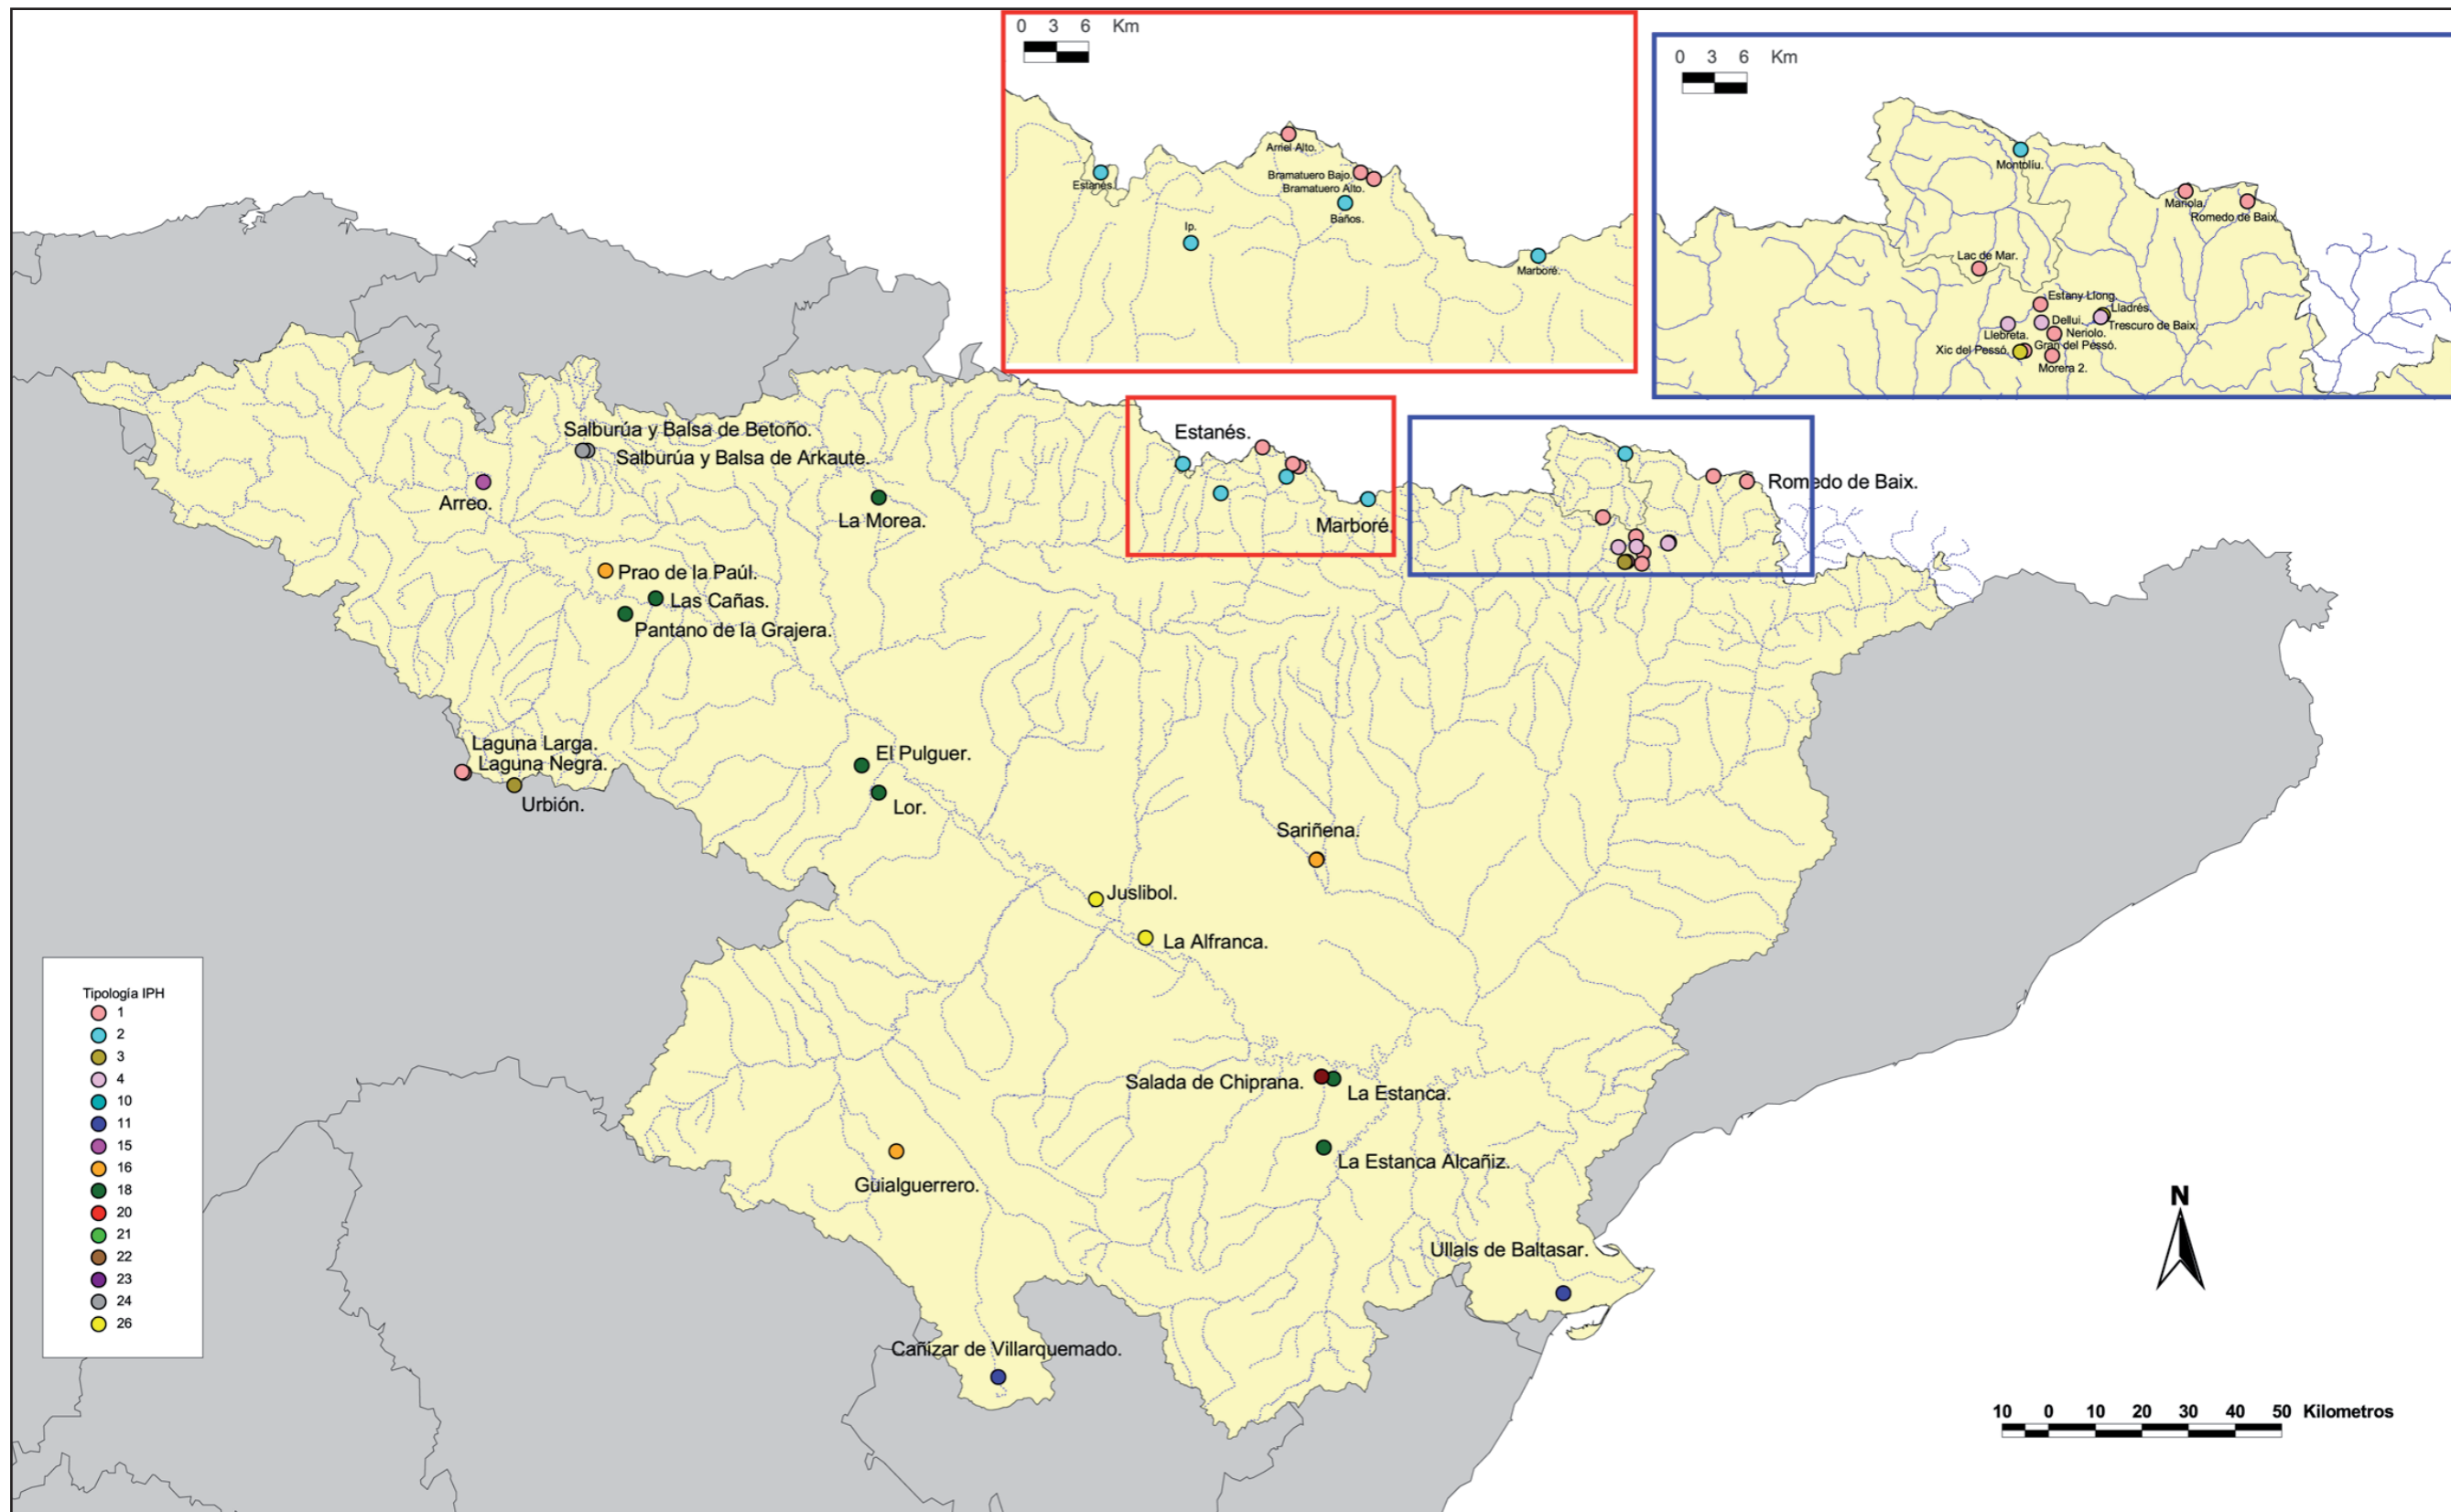 0 3 6 Km
Arriel Alto.
Estanés.
Bramatuero Bajo.
Bramatuero Alto.
Baños.
Ip.
Marboré.
0 3 6 Km
Montolíu.
Mariola.
Romedo de Baix.
Lac de Mar.
Estany Llong.
Lladrés.
Dellui.
Trescuro de Baix.
Llebreta.
Neriolo.
Xic del Pessó.
Gran del Pessó.
Morera 2.
Estanés.
Marboré.
Romedo de Baix.
Salburúa y Balsa de Betoño.
Salburúa y Balsa de Arkaute.
Arreo.
La Morea.
Prao de la Paúl.
Las Cañas.
Pantano de la Grajera.
Laguna Larga.
Laguna Negra.
Urbión.
El Pulguer.
Lor.
Sariñena.
Juslibol.
La Alfranca.
Salada de Chiprana.
La Estanca.
La Estanca Alcañiz.
Guialguerrero.
Ullals de Baltasar.
Cañizar de Villarquemado.
Tipología IPH
1
2
3
4
10
11
15
16
18
20
21
22
23
24
26
N
10 0 10 20 30 40 50 Kilometros